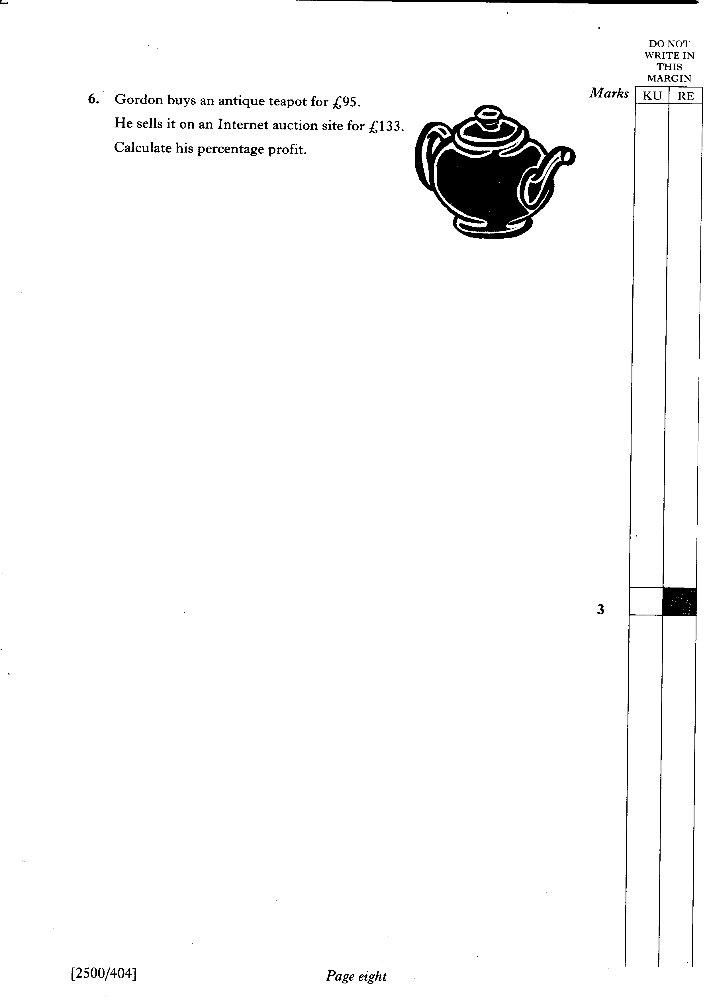 DO NOT
WRITE IN
THIS
MARGIN
Marks
KU RE
6. Gordon buys an antique teapot for £95.
He sells it on an Internet auction site for £133.
Calculate his percentage profit.
3
[2500/404]
Page eight